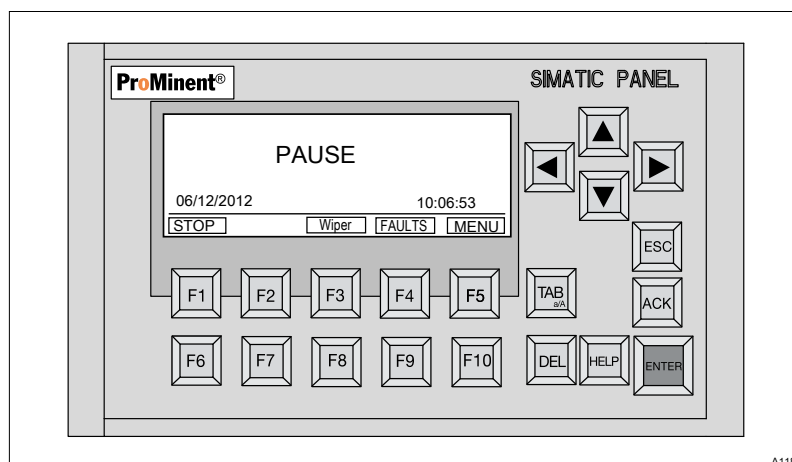 ProMinent®
SIMATIC PANEL
PAUSE
06/12/2012 10:06:53
STOP Wiper FAULTS MENU
ESC
F1 F2 F3 F4 F5 TAB a/A ACK
F6 F7 F8 F9 F10 DEL HELP ENTER